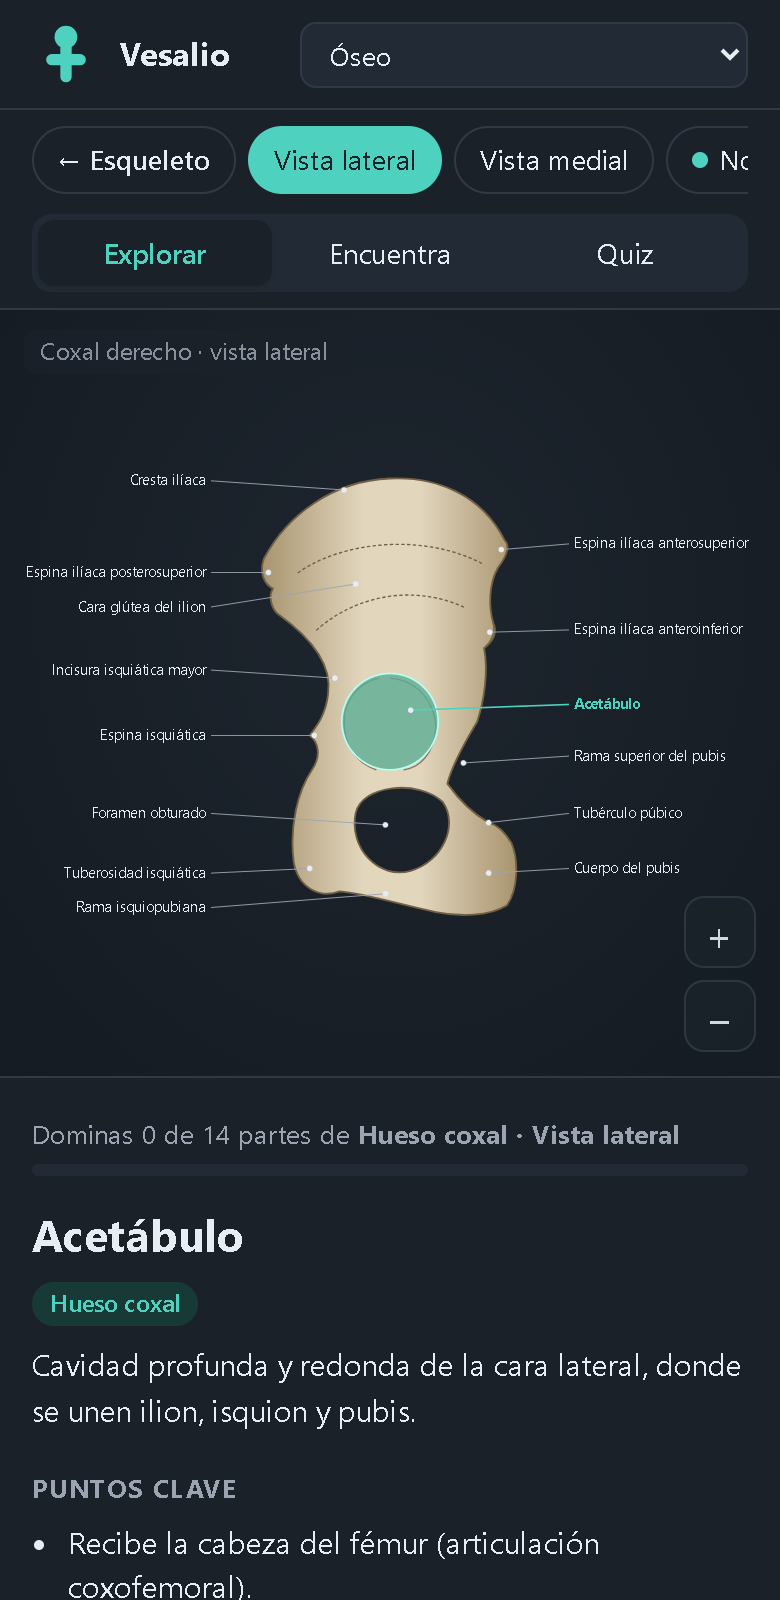 Vesalio
Óseo
← Esqueleto
Vista lateral
Vista medial
Explorar
Encuentra
Quiz
Coxal derecho · vista lateral
Cresta ilíaca
Espina ilíaca anterosuperior
Espina ilíaca posterosuperior
Cara glútea del ilion
Espina ilíaca anteroinferior
Incisura isquiática mayor
Acetábulo
Espina isquiática
Rama superior del pubis
Foramen obturado
Tubérculo púbico
Tuberosidad isquiática
Cuerpo del pubis
Rama isquiopubiana
+
−
Dominas 0 de 14 partes de Hueso coxal · Vista lateral
Acetábulo
Hueso coxal
Cavidad profunda y redonda de la cara lateral, donde
se unen ilion, isquion y pubis.
PUNTOS CLAVE
• Recibe la cabeza del fémur (articulación
coxofemoral).